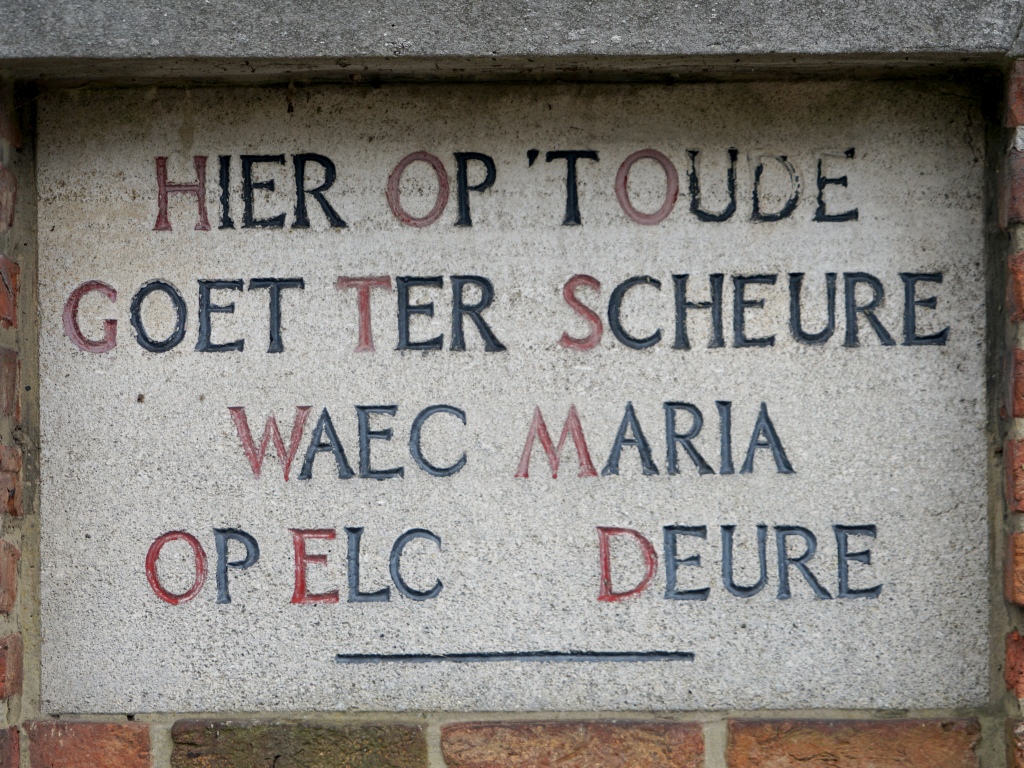 HIER OP 'T OUDE
GOET TER SCHEURE
WAEC MARIA
OP ELC DEURE